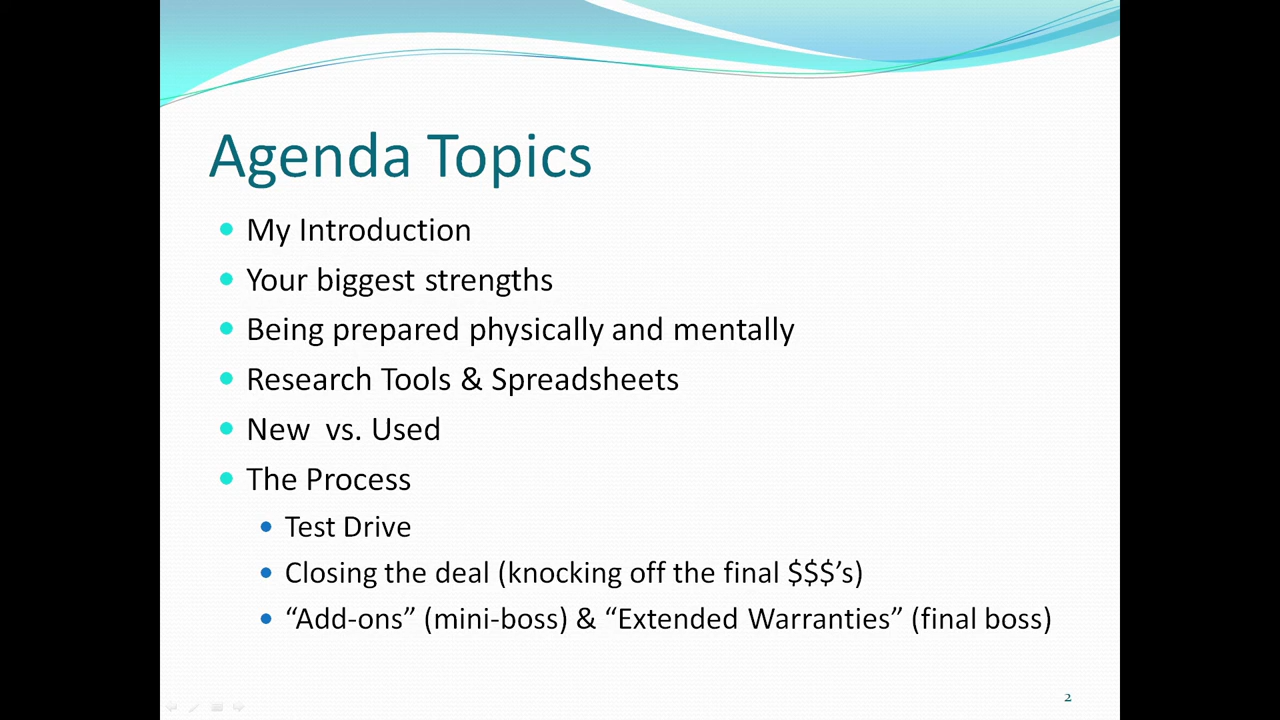 Agenda Topics
My Introduction
Your biggest strengths
Being prepared physically and mentally
Research Tools & Spreadsheets
New  vs. Used
The Process
Test Drive
Closing the deal (knocking off the final $$$’s)
“Add-ons” (mini-boss) & “Extended Warranties” (final boss)
2